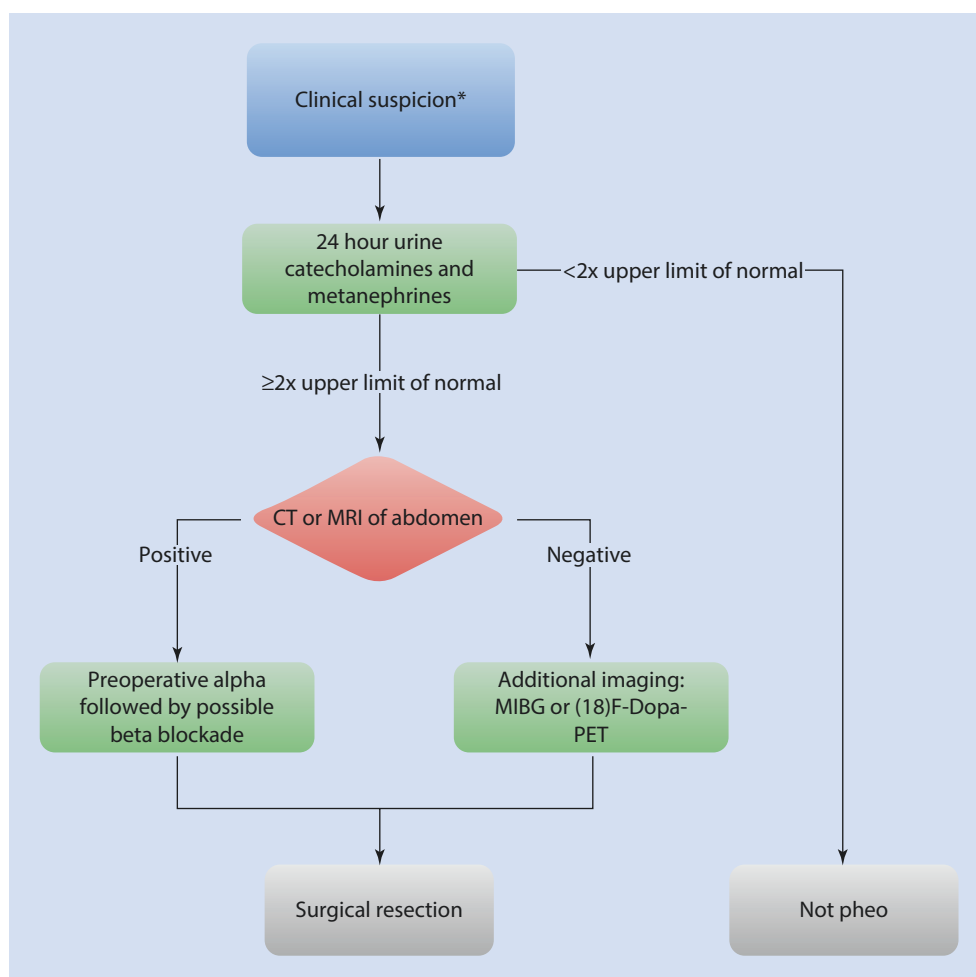 Clinical suspicion*
24 hour urine
catecholamines and
metanephrines
<2x upper limit of normal
≥2x upper limit of normal
CT or MRI of abdomen
Positive
Negative
Preoperative alpha
followed by possible
beta blockade
Additional imaging:
MIBG or (18)F-Dopa-
PET
Surgical resection
Not pheo